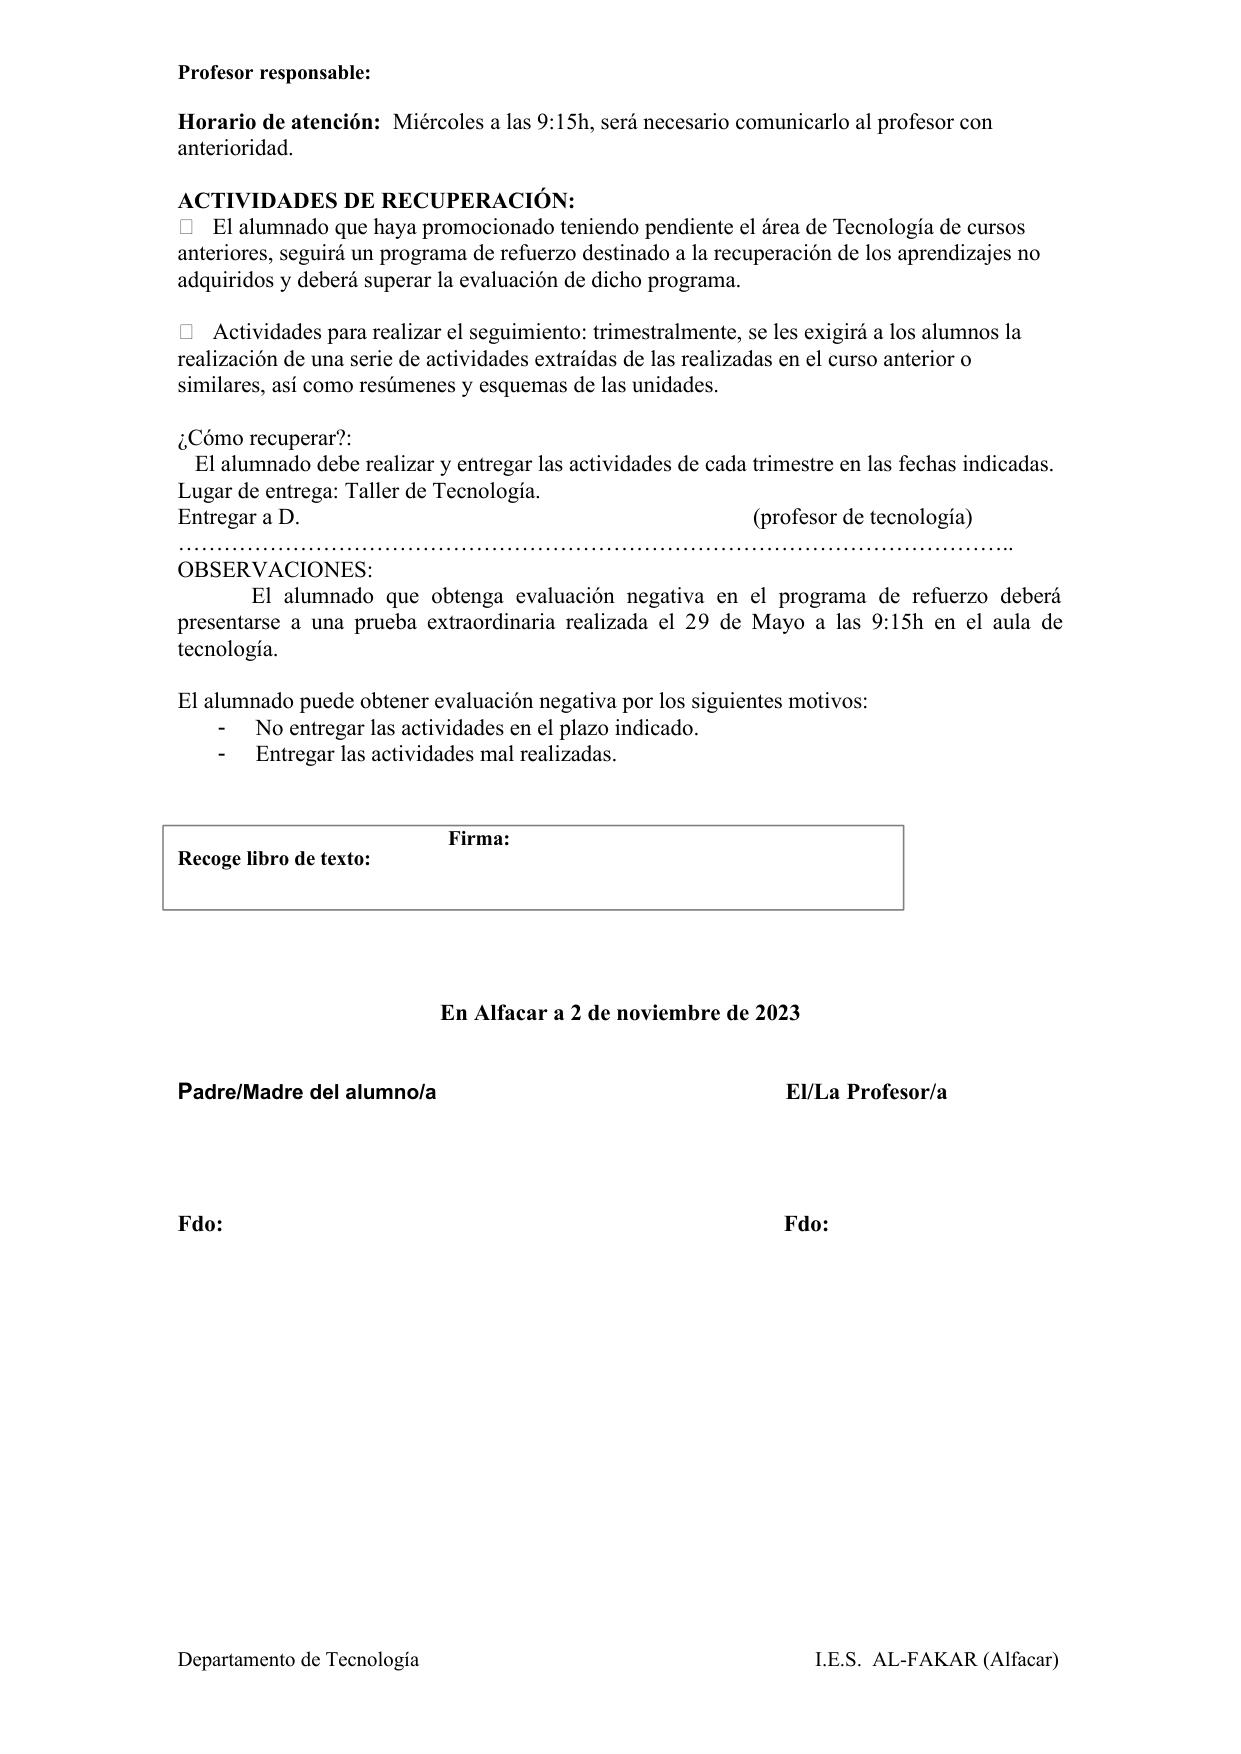 Profesor responsable:
Horario de atención: Miércoles a las 9:15h, será necesario comunicarlo al profesor con
anterioridad.
ACTIVIDADES DE RECUPERACIÓN:
□ El alumnado que haya promocionado teniendo pendiente el área de Tecnología de cursos
anteriores, seguirá un programa de refuerzo destinado a la recuperación de los aprendizajes no
adquiridos y deberá superar la evaluación de dicho programa.
□ Actividades para realizar el seguimiento: trimestralmente, se les exigirá a los alumnos la
realización de una serie de actividades extraídas de las realizadas en el curso anterior o
similares, así como resúmenes y esquemas de las unidades.
¿Cómo recuperar?:
El alumnado debe realizar y entregar las actividades de cada trimestre en las fechas indicadas.
Lugar de entrega: Taller de Tecnología.
Entregar a D. (profesor de tecnología)
………………………………………………………………………………………………..
OBSERVACIONES:
El alumnado que obtenga evaluación negativa en el programa de refuerzo deberá
presentarse a una prueba extraordinaria realizada el 29 de Mayo a las 9:15h en el aula de
tecnología.
El alumnado puede obtener evaluación negativa por los siguientes motivos:
- No entregar las actividades en el plazo indicado.
- Entregar las actividades mal realizadas.
Firma:
Recoge libro de texto:
En Alfacar a 2 de noviembre de 2023
Padre/Madre del alumno/a El/La Profesor/a
Fdo: Fdo:
Departamento de Tecnología I.E.S. AL-FAKAR (Alfacar)